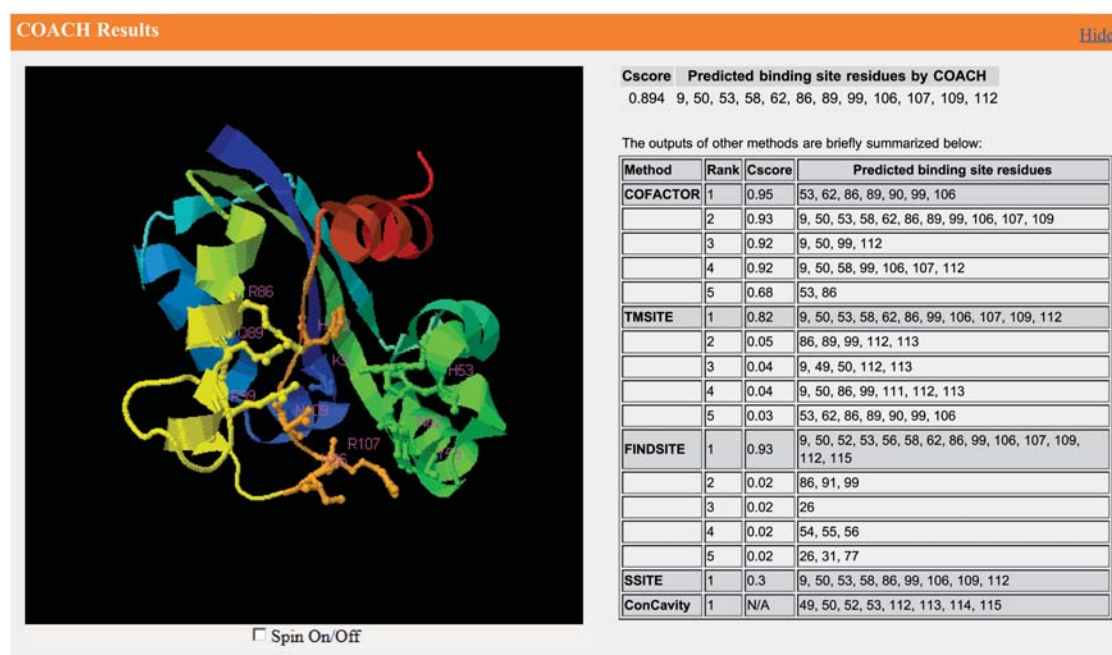 COACH Results
Hide
R86
H53
R107
Spin On/Off
Cscore Predicted binding site residues by COACH
0.894 9, 50, 53, 58, 62, 86, 89, 99, 106, 107, 109, 112
The outputs of other methods are briefly summarized below:
Method Rank Cscore Predicted binding site residues
COFACTOR 1 0.95 53, 62, 86, 89, 90, 99, 106
2 0.93 9, 50, 53, 58, 62, 86, 89, 99, 106, 107, 109
3 0.92 9, 50, 99, 112
4 0.92 9, 50, 58, 99, 106, 107, 112
5 0.68 53, 86
TMSITE 1 0.82 9, 50, 53, 58, 62, 86, 99, 106, 107, 109, 112
2 0.05 86, 89, 99, 112, 113
3 0.04 9, 49, 50, 112, 113
4 0.04 9, 50, 86, 99, 111, 112, 113
5 0.03 53, 62, 86, 89, 90, 99, 106
FINDSITE 1 0.93 9, 50, 52, 53, 56, 58, 62, 86, 99, 106, 107, 109,
112, 115
2 0.02 86, 91, 99
3 0.02 26
4 0.02 54, 55, 56
5 0.02 26, 31, 77
SSITE 1 0.3 9, 50, 53, 58, 86, 99, 106, 109, 112
ConCavity 1 N/A 49, 50, 52, 53, 112, 113, 114, 115